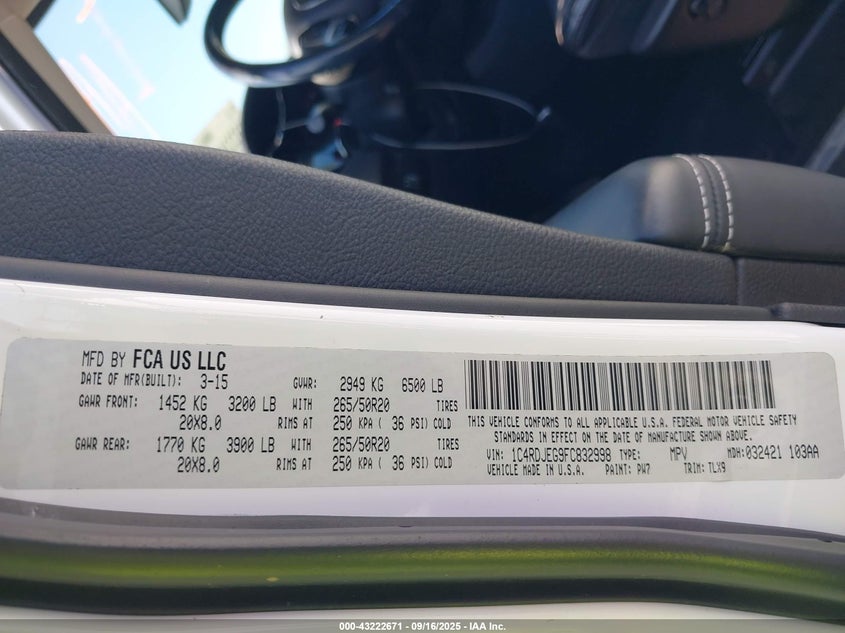 MFD BY FCA US LLC
DATE OF MFR(BUILT): 3-15 GVWR: 2949 KG 6500 LB
GAWR FRONT: 1452 KG 3200 LB WITH 265/50R20 TIRES
20X8.0 RIMS AT 250 KPA ( 36 PSI) COLD
GAWR REAR: 1770 KG 3900 LB WITH 265/50R20 TIRES
20X8.0 RIMS AT 250 KPA ( 36 PSI) COLD
THIS VEHICLE CONFORMS TO ALL APPLICABLE U.S.A. FEDERAL MOTOR VEHICLE SAFETY
STANDARDS IN EFFECT ON THE DATE OF MANUFACTURE SHOWN ABOVE.
VIN: 1C4RDJEG9FC832998 TYPE: MPV MDH:032421 103AA
VEHICLE MADE IN U.S.A. PAINT: PW7 TRIM: TLX9
000-43222671 - 09/16/2025 - IAA Inc.